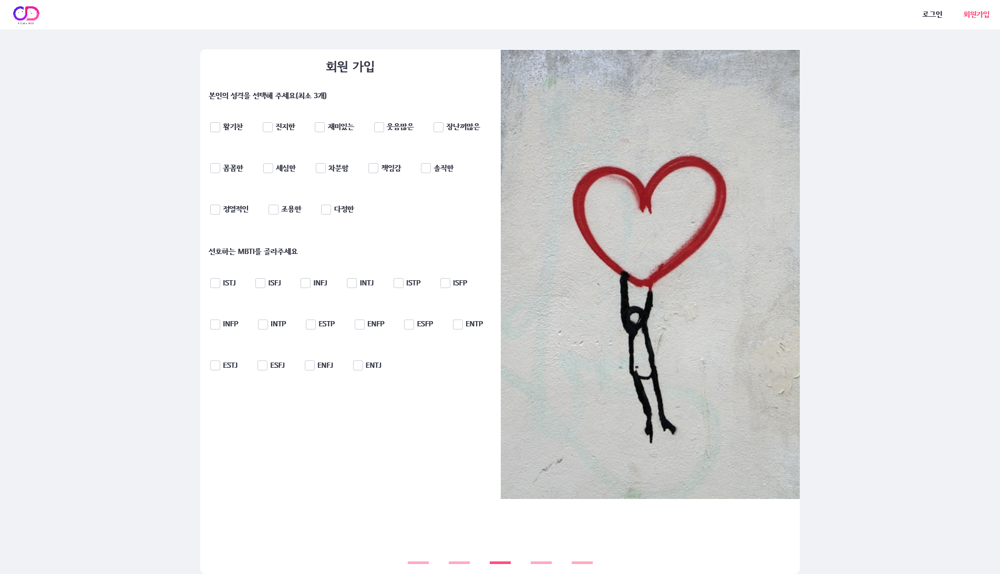 로그인 회원가입
회원 가입
본인의 성격을 선택해 주세요(최소 3개)
활기찬 진지한 재미있는 웃음많은 장난끼많은
꼼꼼한 세심한 차분함 책임감 솔직한
정열적인 조용한 다정한
선호하는 MBTI를 골라주세요
ISTJ ISFJ INFJ INTJ ISTP ISFP
INFP INTP ESTP ENFP ESFP ENTP
ESTJ ESFJ ENFJ ENTJ